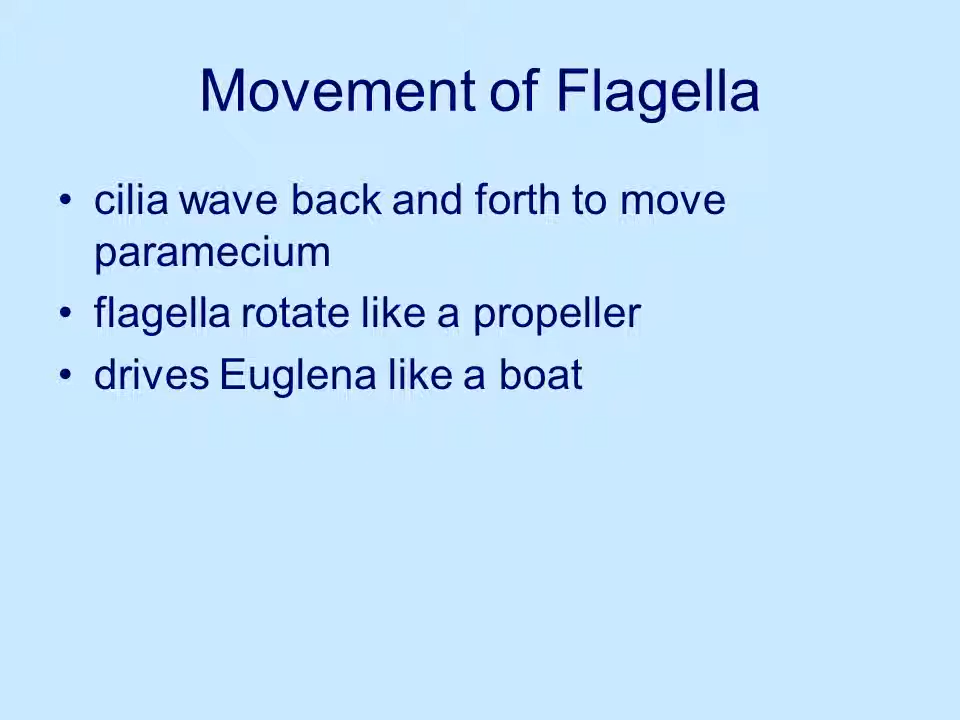 Movement of Flagella
• cilia wave back and forth to move
paramecium
• flagella rotate like a propeller
• drives Euglena like a boat